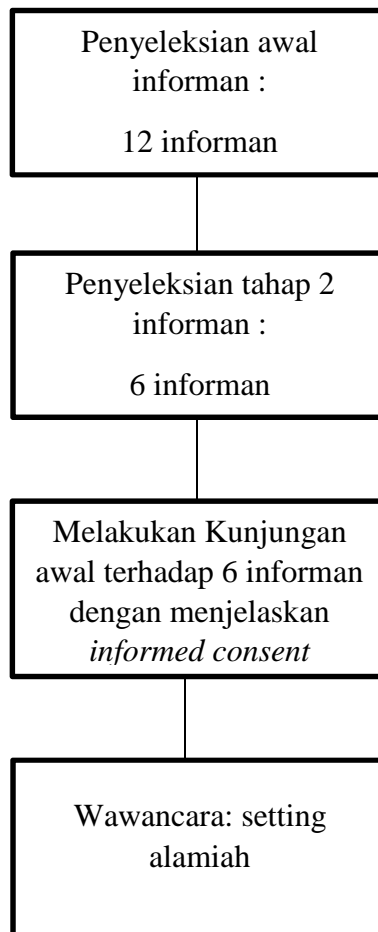 Penyeleksian awal
informan :
12 informan
Penyeleksian tahap 2
informan :
6 informan
Melakukan Kunjungan
awal terhadap 6 informan
dengan menjelaskan
informed consent
Wawancara: setting
alamiah